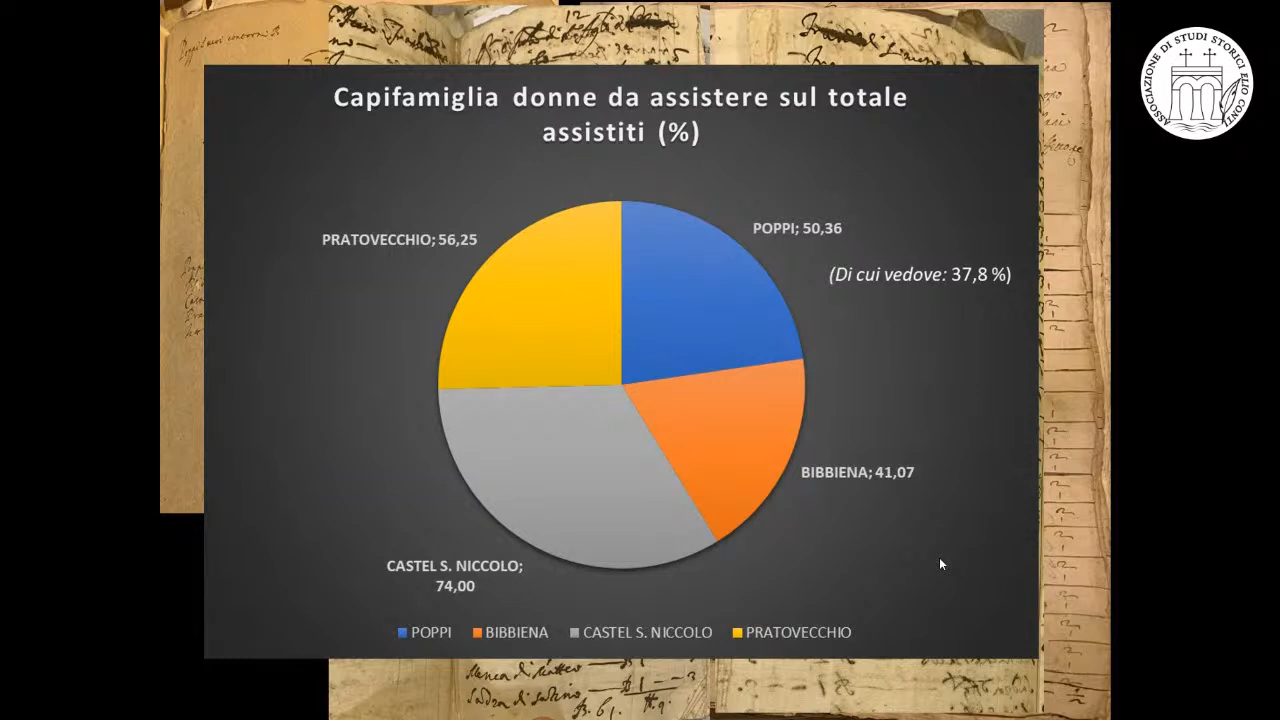 Capifamiglia donne da assistere sul totale
assistiti (%)
PRATOVECCHIO; 56,25
POPPI; 50,36
(Di cui vedove: 37,8 %)
BIBBIENA; 41,07
CASTEL S. NICCOLO;
74,00
POPPI
BIBBIENA
CASTEL S. NICCOLO
PRATOVECCHIO
ASSOCIAZIONE DI STUDI STORICI ELIO CONTI